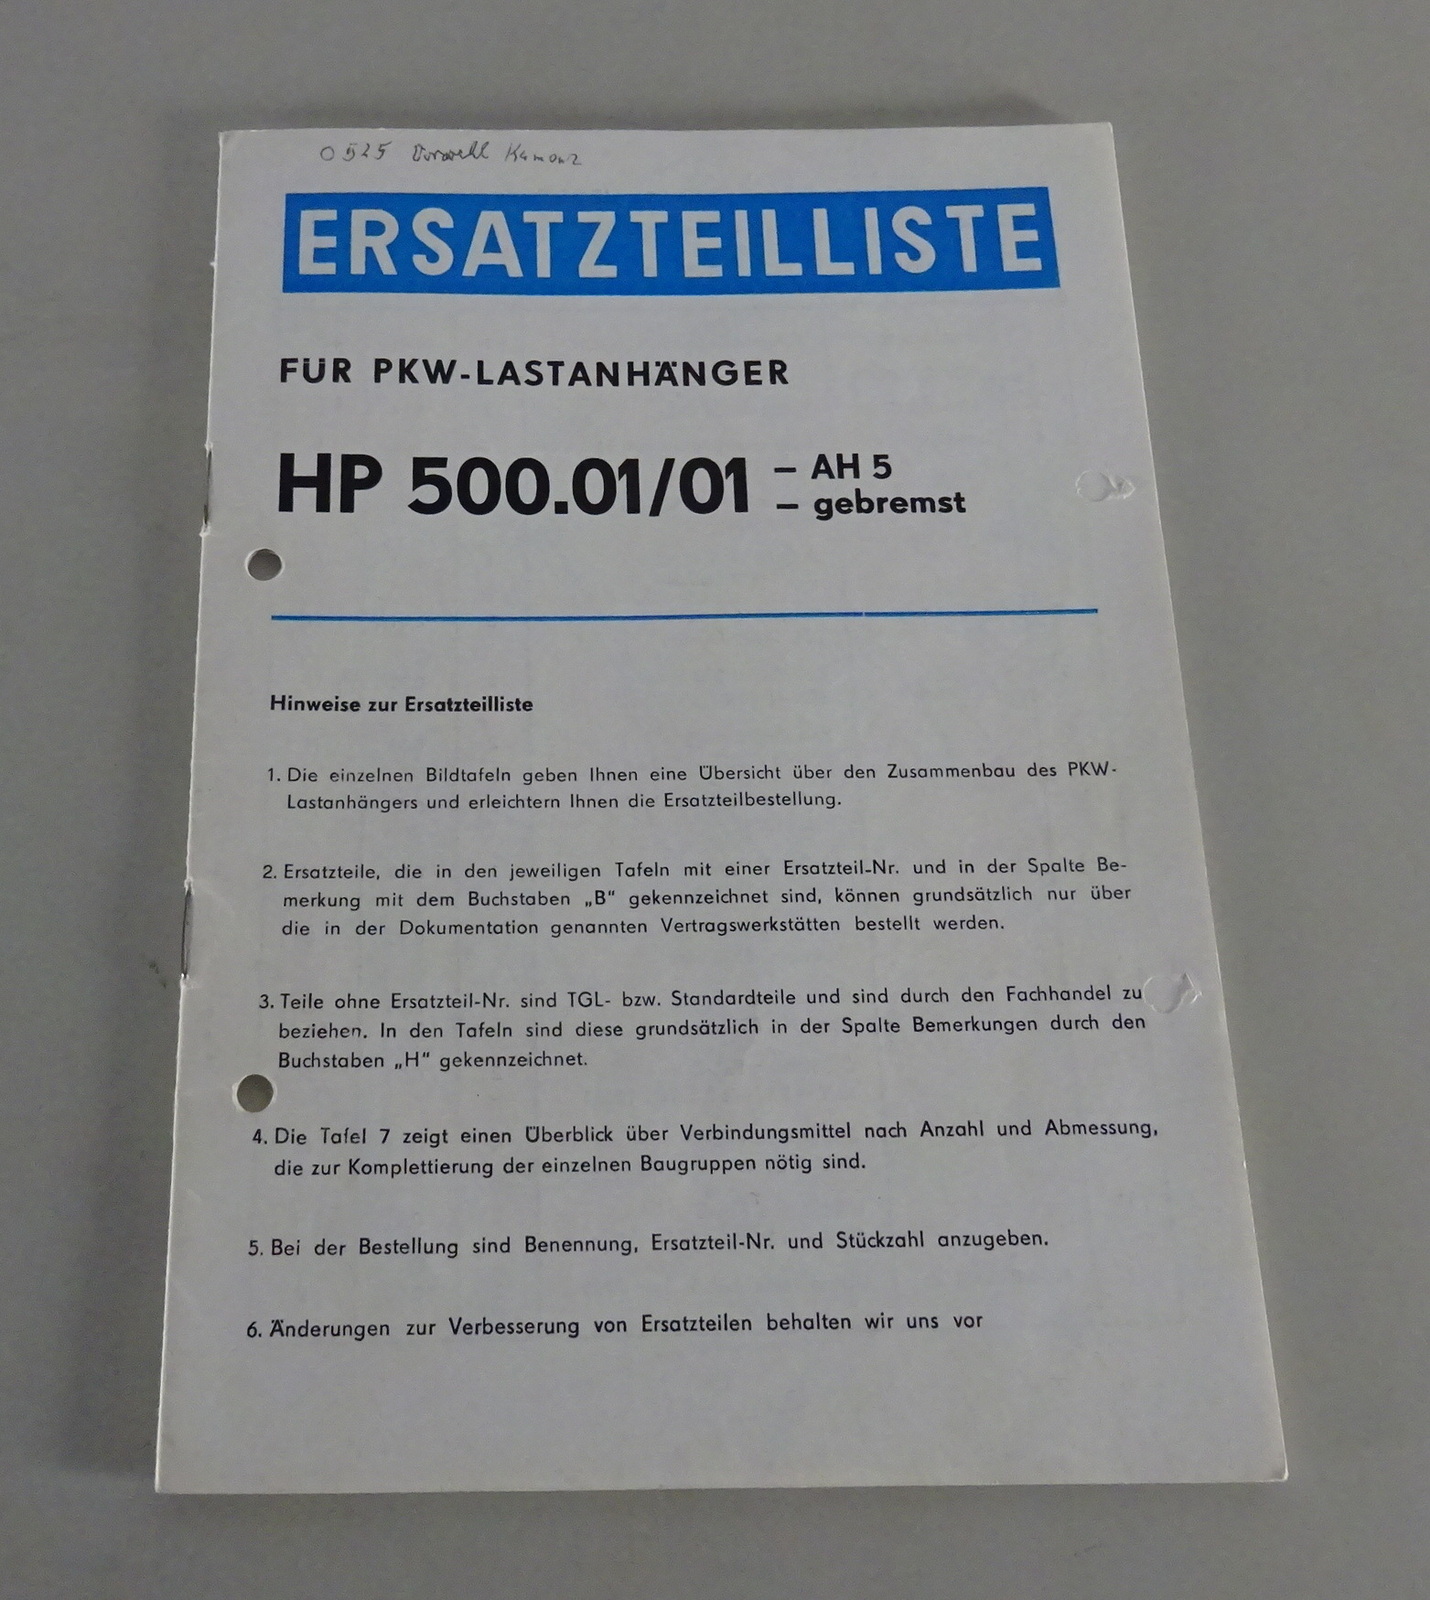 0525 Kamenz
ERSATZTEILLISTE
FÜR PKW-LASTANHÄNGER
HP 500.01/01 – AH 5
– gebremst
Hinweise zur Ersatzteilliste
1. Die einzelnen Bildtafeln geben Ihnen eine Übersicht über den Zusammenbau des PKW-
Lastanhängers und erleichtern Ihnen die Ersatzteilbestellung.
2. Ersatzteile, die in den jeweiligen Tafeln mit einer Ersatzteil-Nr. und in der Spalte Be-
merkung mit dem Buchstaben „B“ gekennzeichnet sind, können grundsätzlich nur über
die in der Dokumentation genannten Vertragswerkstätten bestellt werden.
3. Teile ohne Ersatzteil-Nr. sind TGL- bzw. Standardteile und sind durch den Fachhandel zu
beziehen. In den Tafeln sind diese grundsätzlich in der Spalte Bemerkungen durch den
Buchstaben „H“ gekennzeichnet.
4. Die Tafel 7 zeigt einen Überblick über Verbindungsmittel nach Anzahl und Abmessung,
die zur Komplettierung der einzelnen Baugruppen nötig sind.
5. Bei der Bestellung sind Benennung, Ersatzteil-Nr. und Stückzahl anzugeben.
6. Änderungen zur Verbesserung von Ersatzteilen behalten wir uns vor